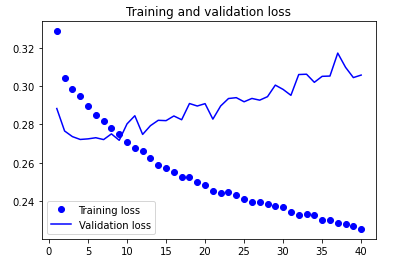 Training and validation loss
0.32
0.30
0.28
0.26
0.24
Training loss
Validation loss
0 5 10 15 20 25 30 35 40